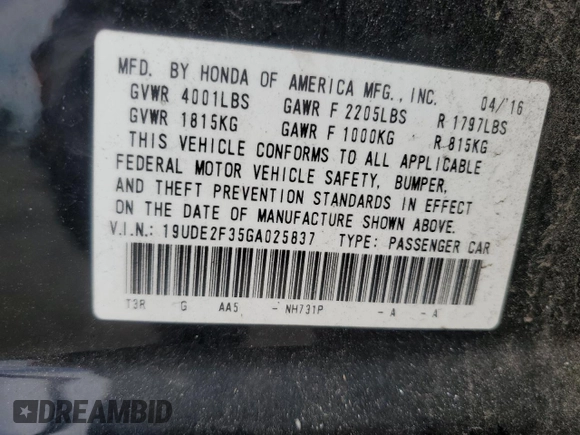 MFD. BY HONDA OF AMERICA MFG., INC. 04/16
GVWR 4001LBS GAWR F 2205LBS R 1797LBS
GVWR 1815KG GAWR F 1000KG R 815KG
THIS VEHICLE CONFORMS TO ALL APPLICABLE
FEDERAL MOTOR VEHICLE SAFETY, BUMPER,
AND THEFT PREVENTION STANDARDS IN EFFECT
ON THE DATE OF MANUFACTURE SHOWN ABOVE.
V.I.N.: 19UDE2F35GA025837 TYPE: PASSENGER CAR
T3R G AA5 - NH731P - A - A
DREAMBID